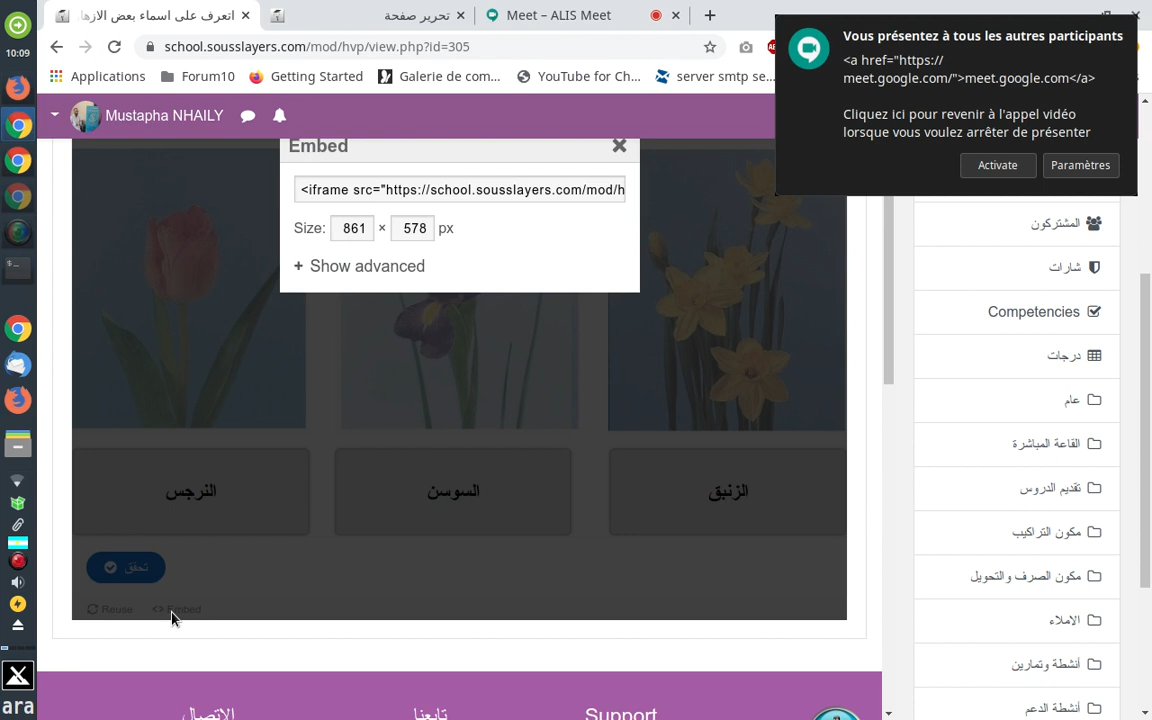 اتعرف على اسماء بعض الازها
تحرير صفحة
Meet – ALIS Meet
10:09
school.sousslayers.com/mod/hvp/view.php?id=305
Applications
Forum10
Getting Started
Galerie de com...
YouTube for Ch...
server smtp se...
Vous présentez à tous les autres participants
<a href="https://
meet.google.com/">meet.google.com</a>
Cliquez ici pour revenir à l'appel vidéo
lorsque vous voulez arrêter de présenter
Activate
Paramètres
Mustapha NHAILY
Embed
<iframe src="https://school.sousslayers.com/mod/h
Size: 861 × 578 px
+ Show advanced
المشتركون
شارات
Competencies
درجات
عام
القاعة المباشرة
تقديم الدروس
مكون التراكيب
مكون الصرف والتحويل
الاملاء
أنشطة وتمارين
أنشطة الدعم
النرجس
السوسن
الزنبق
تحقق
Reuse
<> Embed
الاتصال
تابعنا
Support
ara